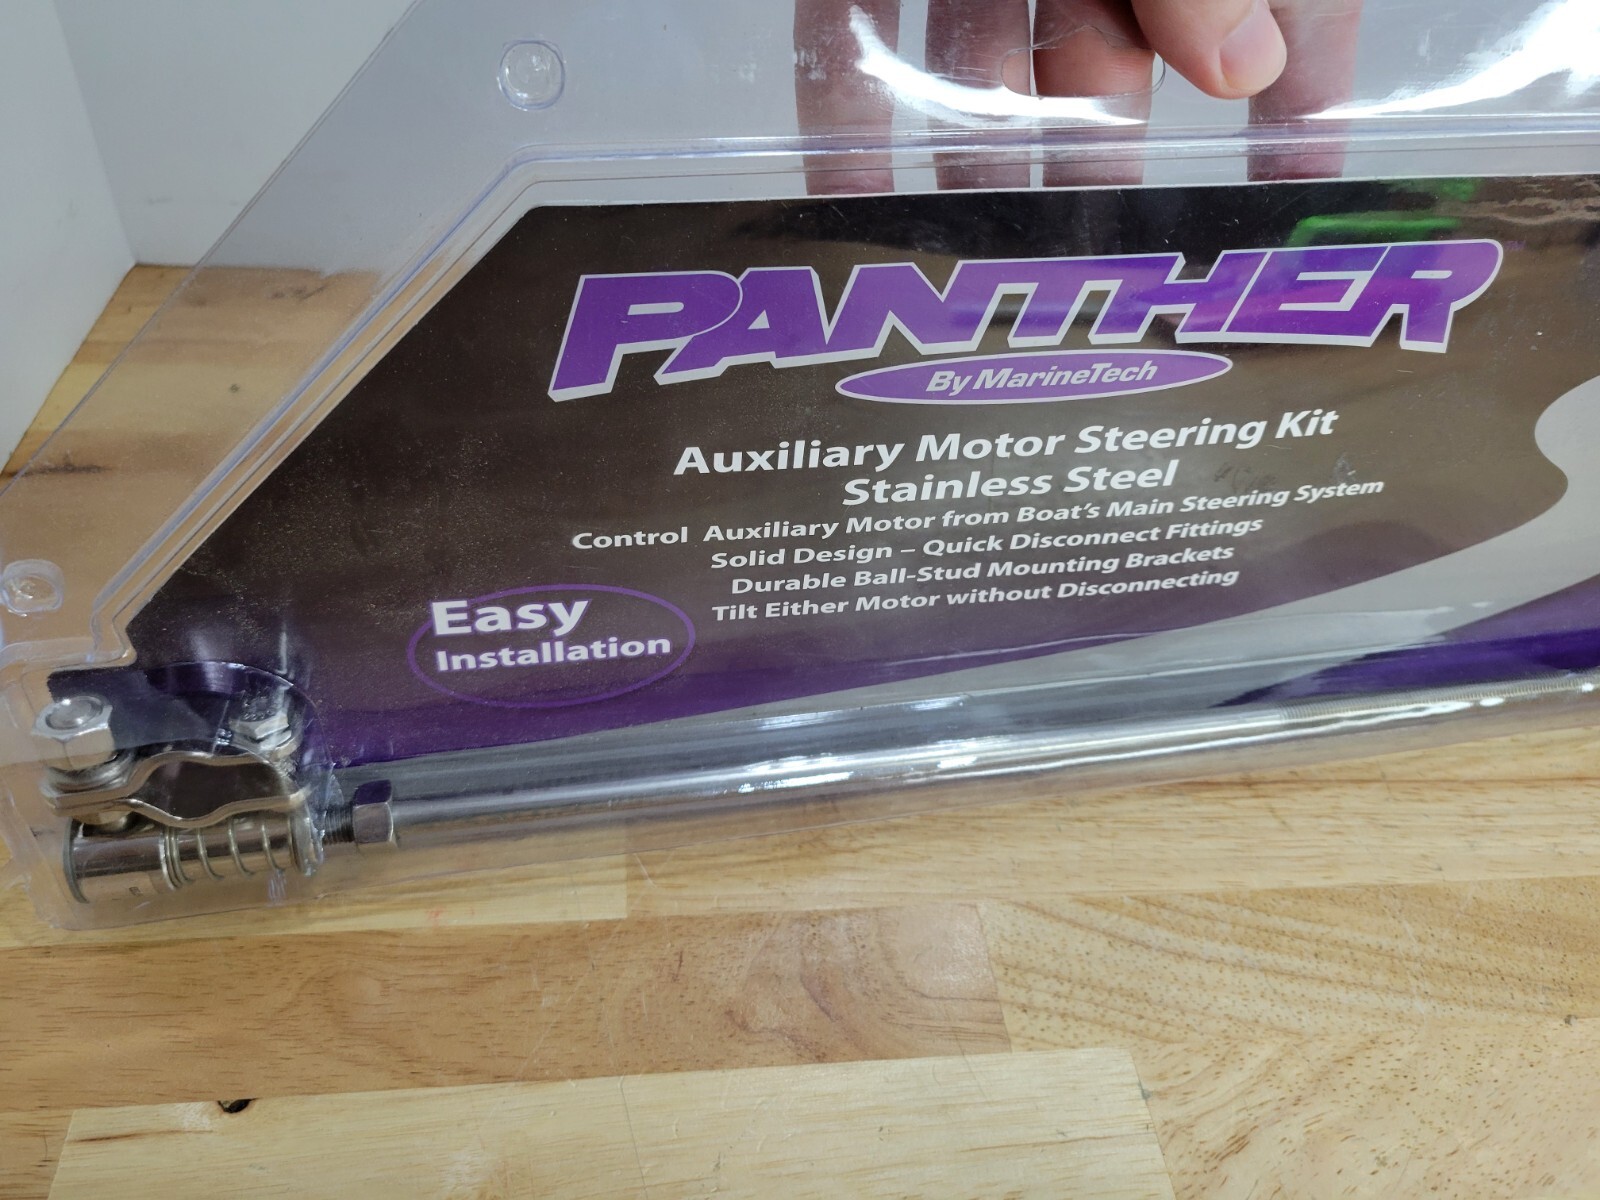 PANTHER
By MarineTech
Auxiliary Motor Steering Kit
Stainless Steel
Control Auxiliary Motor from Boat's Main Steering System
Solid Design – Quick Disconnect Fittings
Durable Ball-Stud Mounting Brackets
Tilt Either Motor without Disconnecting
Easy
Installation